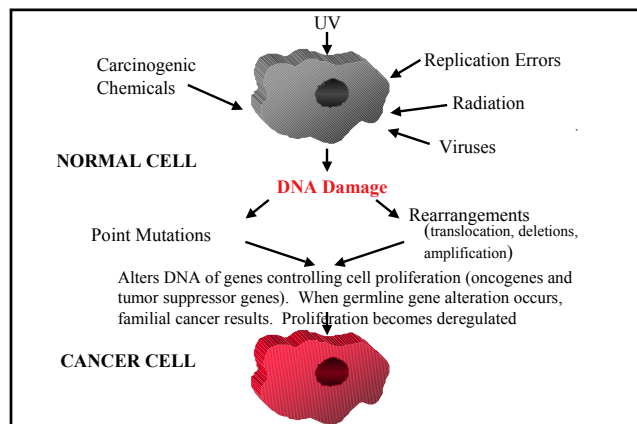 UV
Carcinogenic
Chemicals
Replication Errors
Radiation
Viruses
NORMAL CELL
DNA Damage
Point Mutations
Rearrangements
(translocation, deletions,
amplification)
Alters DNA of genes controlling cell proliferation (oncogenes and
tumor suppressor genes). When germline gene alteration occurs,
familial cancer results. Proliferation becomes deregulated
CANCER CELL